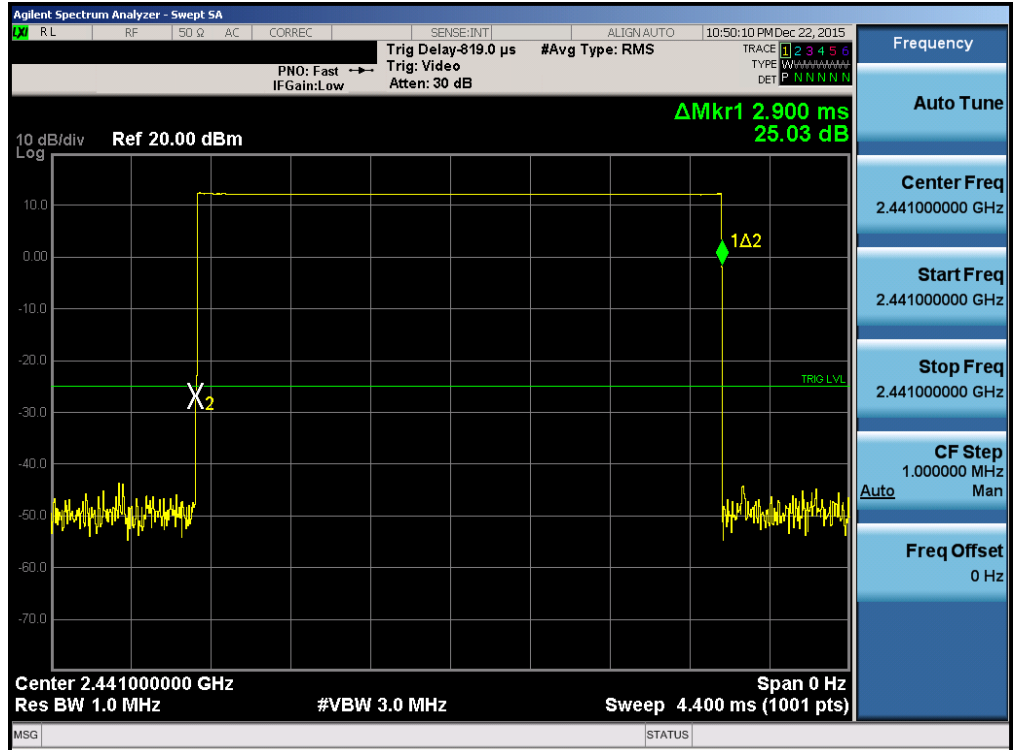 Agilent Spectrum Analyzer - Swept SA
LXI RL RF 50 Ω AC CORREC SENSE:INT ALIGN AUTO 10:50:10 PM Dec 22, 2015
Trig Delay-819.0 µs #Avg Type: RMS TRACE 1 2 3 4 5 6
PNO: Fast Trig: Video TYPE W
IFGain:Low Atten: 30 dB DET P N N N N N
ΔMkr1 2.900 ms
25.03 dB
10 dB/div Ref 20.00 dBm
Log
10.0
0.00
-10.0
-20.0
-30.0
-40.0
-50.0
-60.0
-70.0
1Δ2
TRIG LVL
X2
Center 2.441000000 GHz Span 0 Hz
Res BW 1.0 MHz #VBW 3.0 MHz Sweep 4.400 ms (1001 pts)
MSG STATUS
Frequency
Auto Tune
Center Freq
2.441000000 GHz
Start Freq
2.441000000 GHz
Stop Freq
2.441000000 GHz
CF Step
1.000000 MHz
Auto Man
Freq Offset
0 Hz